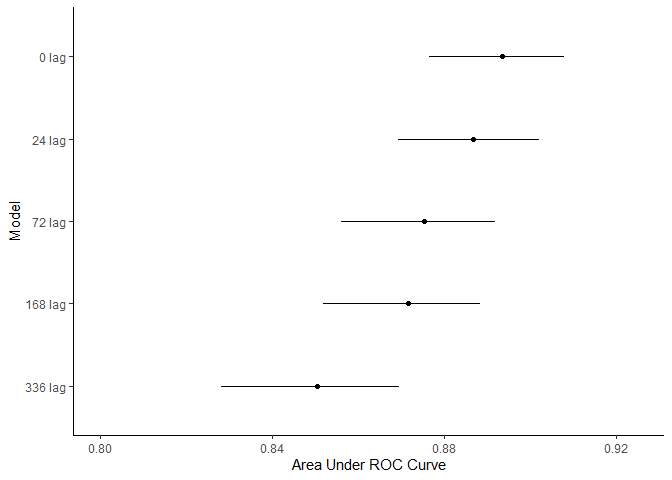 0 lag
24 lag
72 lag
168 lag
336 lag
Model
0.80 0.84 0.88 0.92
Area Under ROC Curve